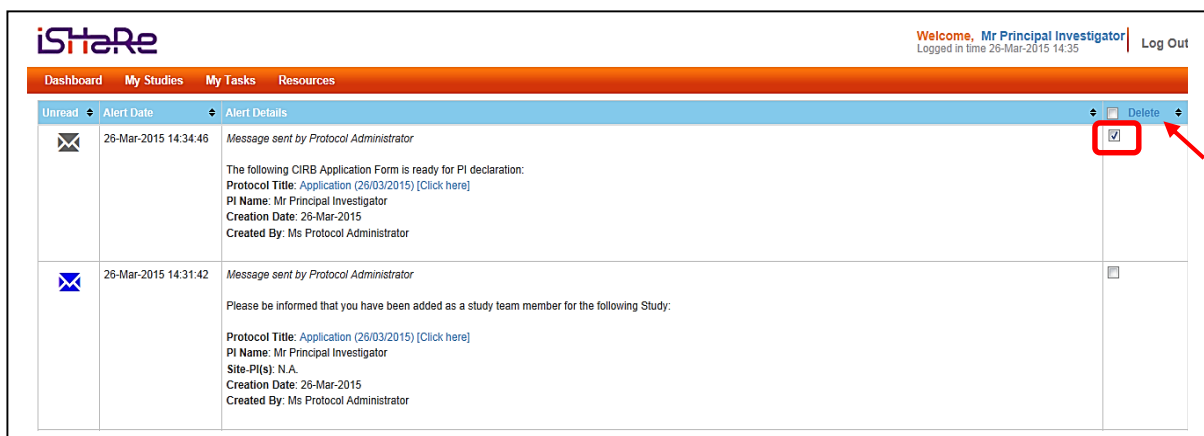 iSHaRe
Welcome, Mr Principal Investigator
Logged in time 26-Mar-2015 14:35
Log Out
Dashboard My Studies My Tasks Resources
Unread Alert Date Alert Details Delete
26-Mar-2015 14:34:46 Message sent by Protocol Administrator
The following CIRB Application Form is ready for PI declaration:
Protocol Title: Application (26/03/2015) [Click here]
PI Name: Mr Principal Investigator
Creation Date: 26-Mar-2015
Created By: Ms Protocol Administrator
26-Mar-2015 14:31:42 Message sent by Protocol Administrator
Please be informed that you have been added as a study team member for the following Study:
Protocol Title: Application (26/03/2015) [Click here]
PI Name: Mr Principal Investigator
Site-PI(s): N.A.
Creation Date: 26-Mar-2015
Created By: Ms Protocol Administrator